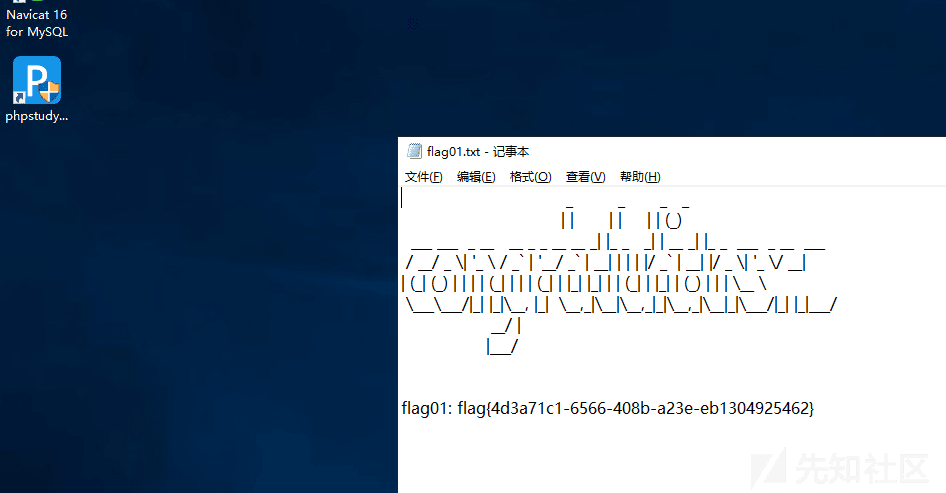 Navicat 16
for MySQL
phpstudy...
flag01.txt - 记事本
文件(F) 编辑(E) 格式(O) 查看(V) 帮助(H)
flag01: flag{4d3a71c1-6566-408b-a23e-eb1304925462}
先知社区